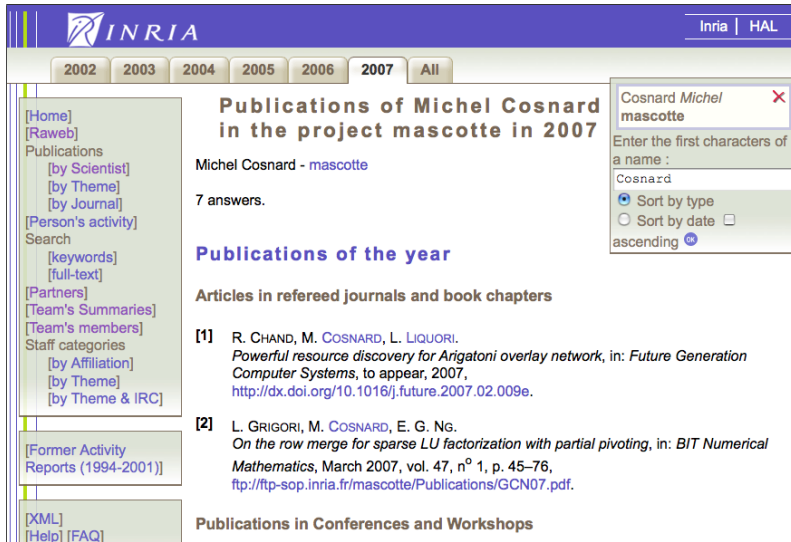 INRIA
Inria | HAL
2002 2003 2004 2005 2006 2007 All
[Home]
[Raweb]
Publications
[by Scientist]
[by Theme]
[by Journal]
[Person's activity]
Search
[keywords]
[full-text]
[Partners]
[Team's Summaries]
[Team's members]
Staff categories
[by Affiliation]
[by Theme]
[by Theme & IRC]
[Former Activity
Reports (1994-2001)]
[XML]
[Help] [FAQ]
Publications of Michel Cosnard
in the project mascotte in 2007
Michel Cosnard - mascotte
7 answers.
Publications of the year
Articles in refereed journals and book chapters
[1] R. CHAND, M. COSNARD, L. LIQUORI.
Powerful resource discovery for Arigatoni overlay network, in: Future Generation
Computer Systems, to appear, 2007,
http://dx.doi.org/10.1016/j.future.2007.02.009e.
[2] L. GRIGORI, M. COSNARD, E. G. NG.
On the row merge for sparse LU factorization with partial pivoting, in: BIT Numerical
Mathematics, March 2007, vol. 47, nº 1, p. 45–76,
ftp://ftp-sop.inria.fr/mascotte/Publications/GCN07.pdf.
Publications in Conferences and Workshops
Cosnard Michel
mascotte
Enter the first characters of
a name :
Cosnard
Sort by type
Sort by date
ascending OK